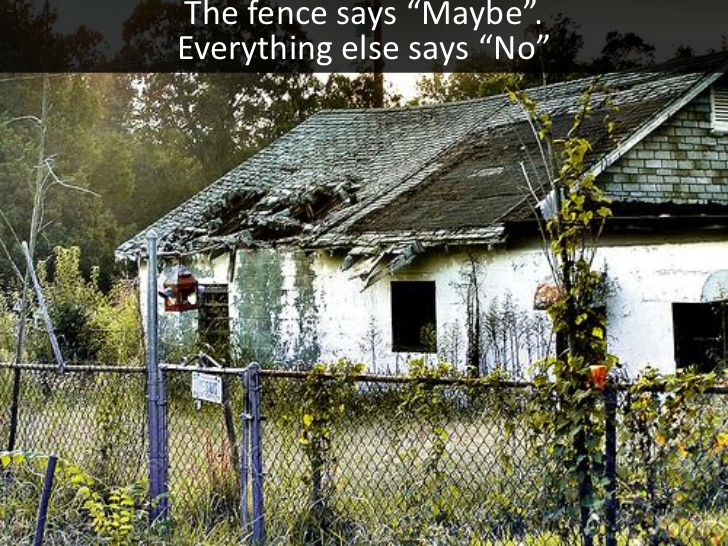 The fence says “Maybe”.
Everything else says “No”